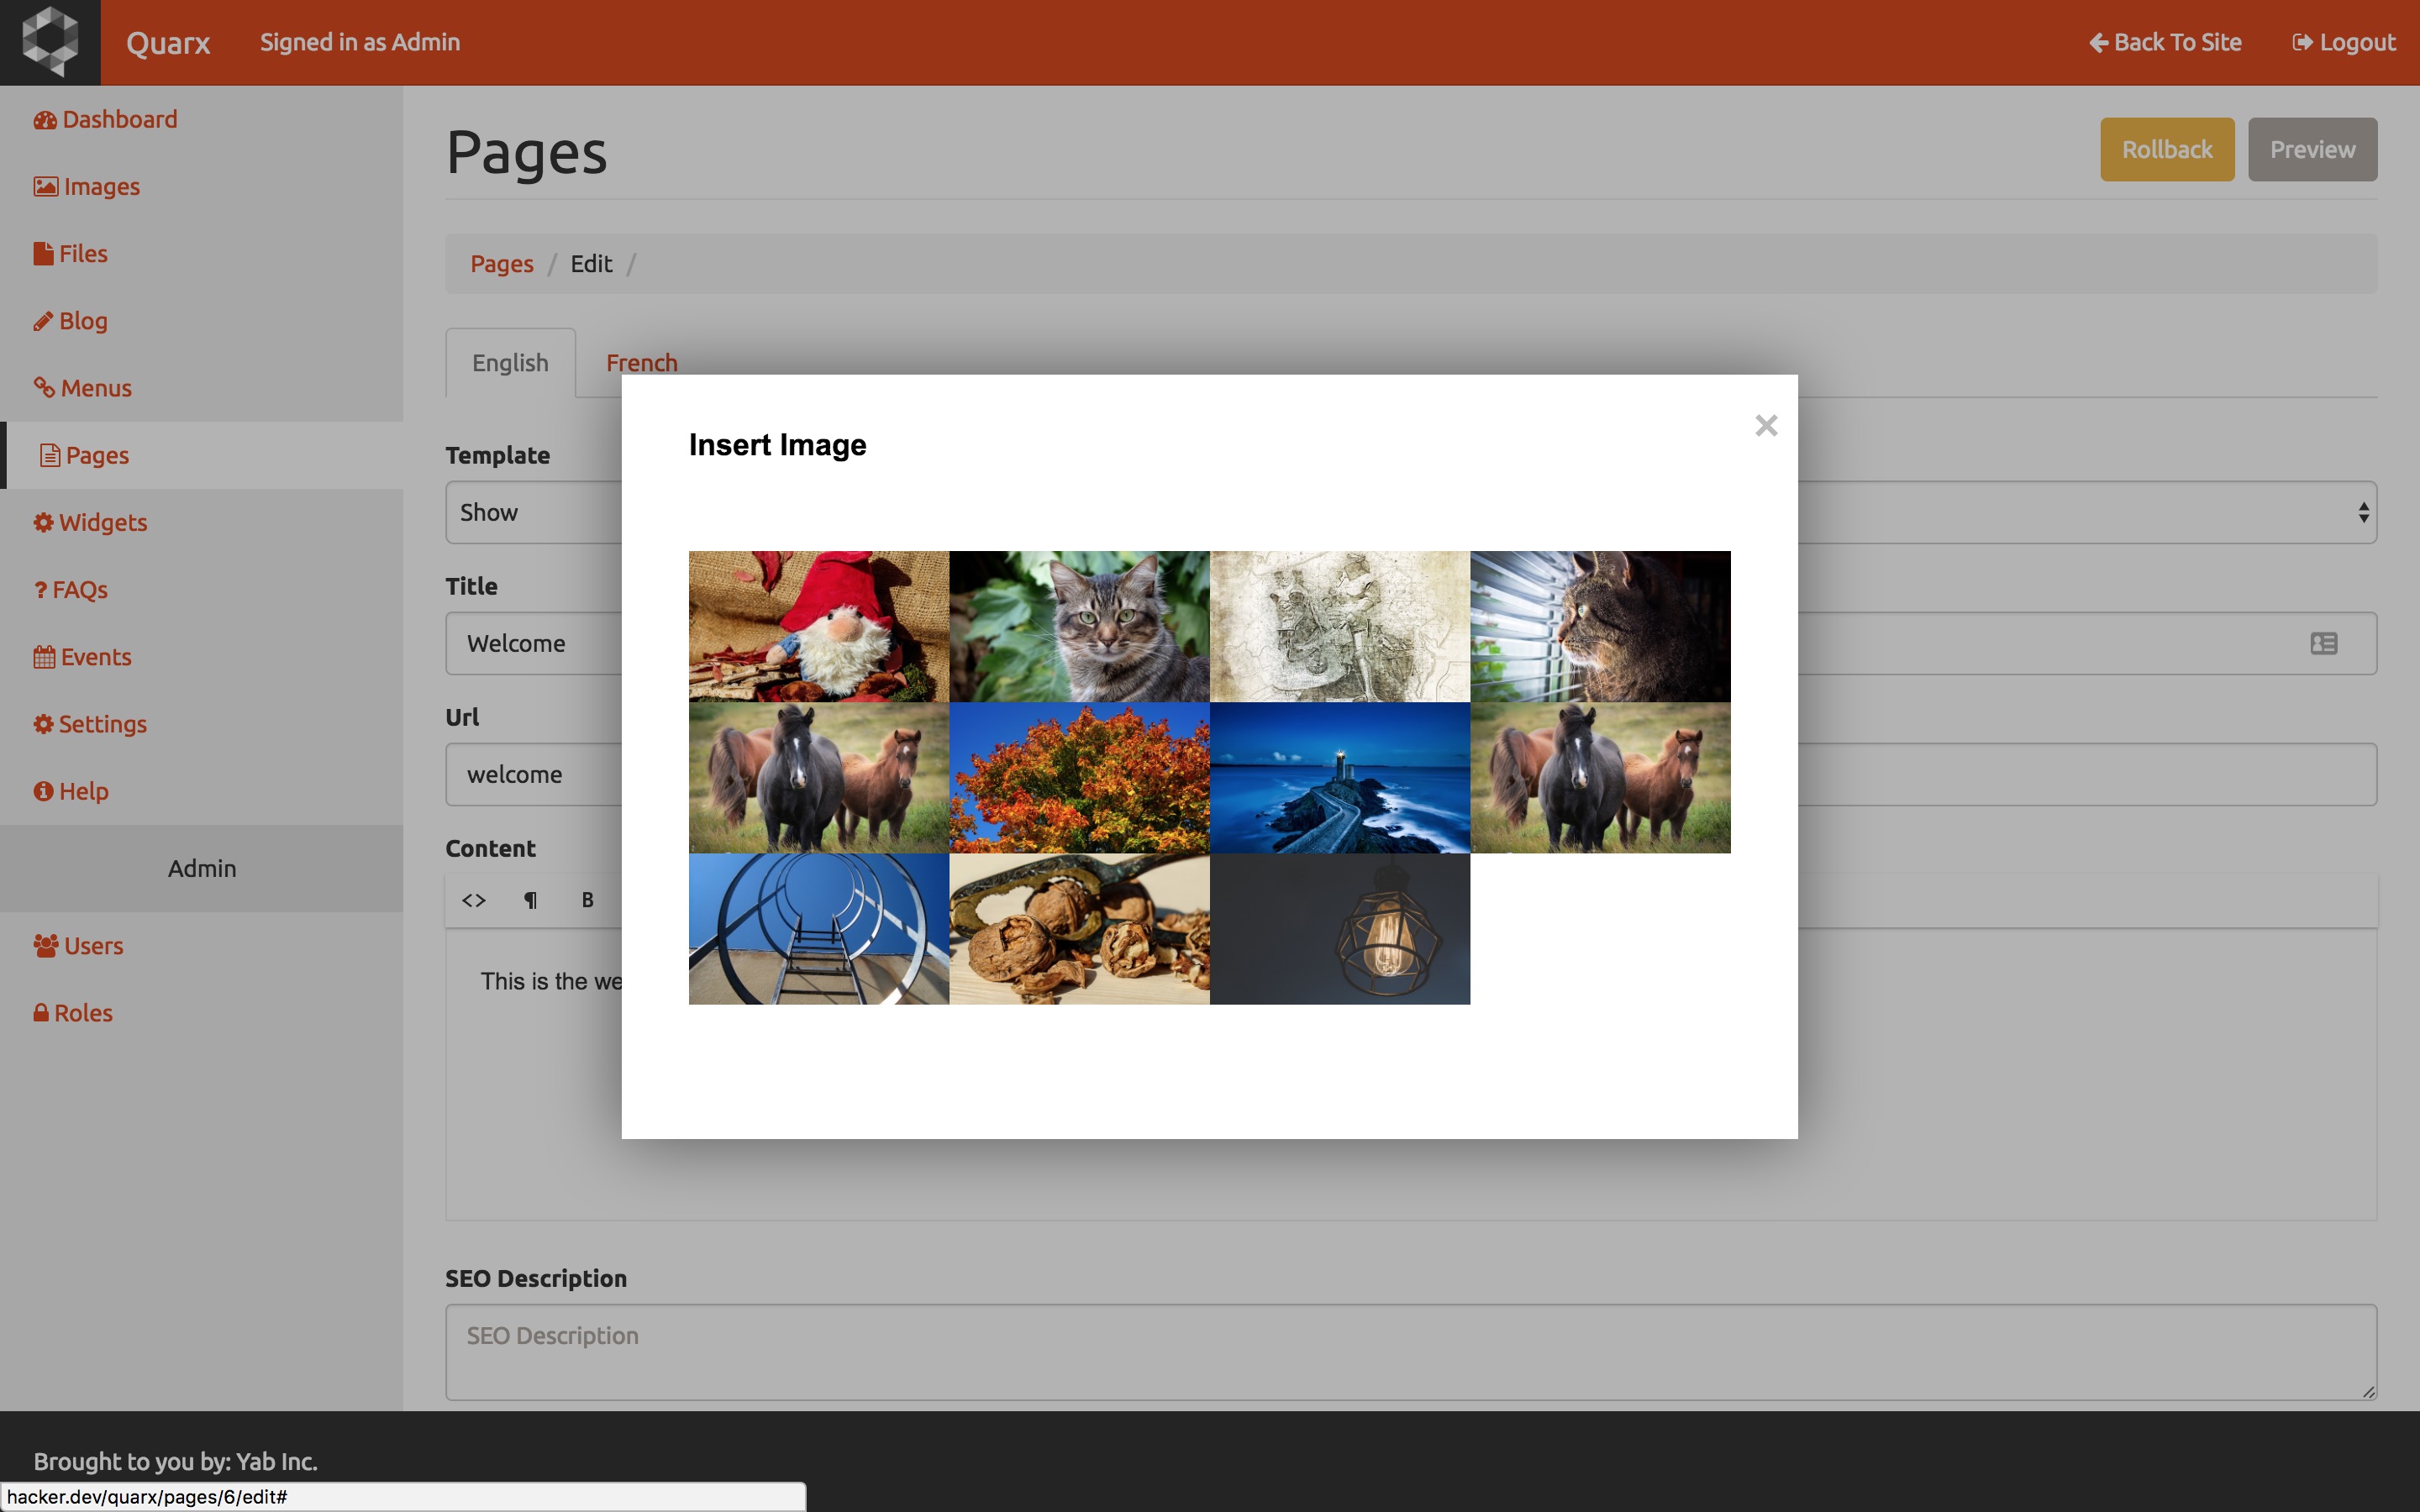 Quarx
Signed in as Admin
Back To Site
Logout
Dashboard
Images
Files
Blog
Menus
Pages
Widgets
? FAQs
Events
Settings
Help
Admin
Users
Roles
Pages
Rollback
Preview
Pages / Edit /
English
French
Template
Show
Title
Welcome
Url
welcome
Content
<> ¶ B
This is the we
Insert Image
×
SEO Description
SEO Description
Brought to you by: Yab Inc.
hacker.dev/quarx/pages/6/edit#